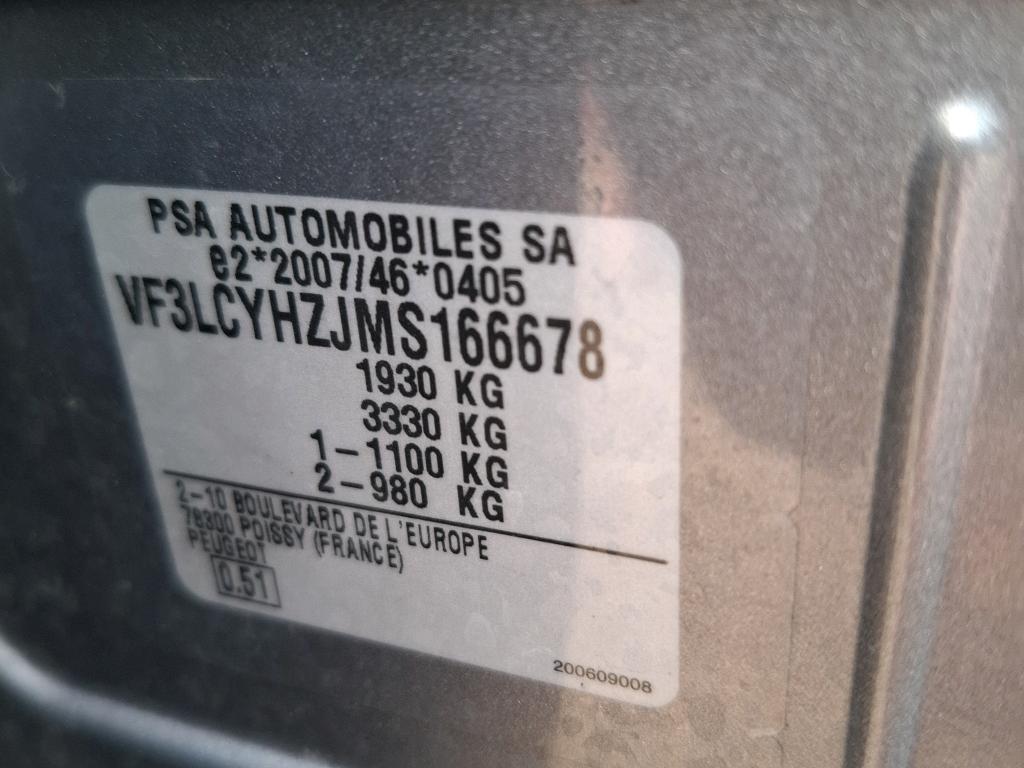 PSA AUTOMOBILES SA
e2*2007/46*0405
VF3LCYHZJMS166678
1930 KG
3330 KG
1-1100 KG
2-980 KG
2-10 BOULEVARD DE L'EUROPE
78300 POISSY (FRANCE)
PEUGEOT
0.51
200609008